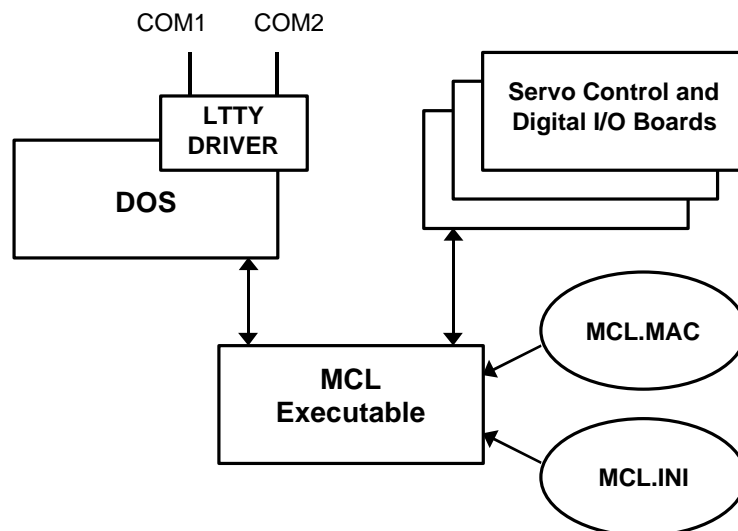 COM1 COM2
LTTY
DRIVER
DOS
Servo Control and
Digital I/O Boards
MCL
Executable
MCL.MAC
MCL.INI